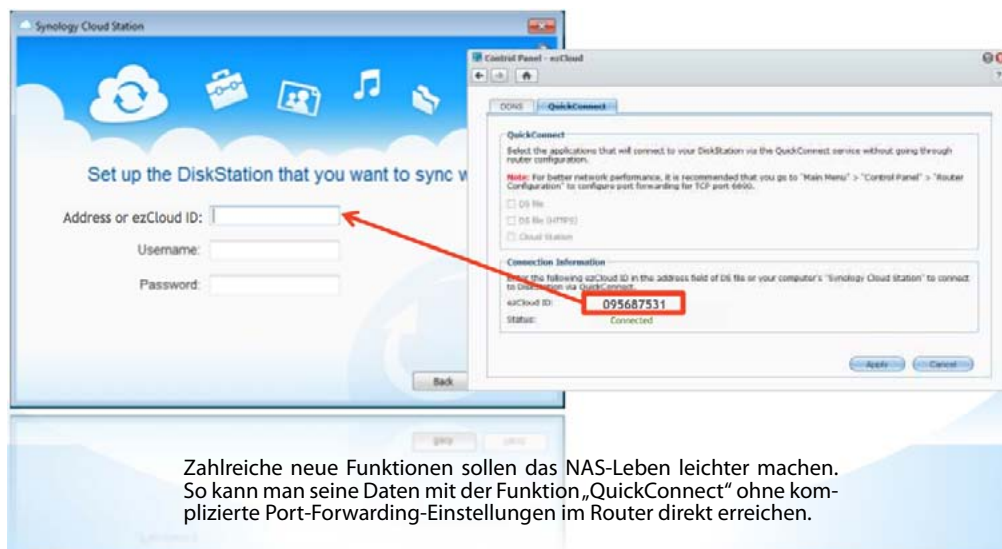 Synology Cloud Station
Set up the DiskStation that you want to sync w
Address or ezCloud ID:
Username:
Password:
Back
Control Panel - ezCloud
DDNS
QuickConnect
QuickConnect
Select the applications that will connect to your DiskStation via the QuickConnect service without going through
router configuration.
Note: For better network performance, it is recommended that you go to "Main Menu" > "Control Panel" > "Router
Configuration" to configure port forwarding for TCP port 6690.
DS file
DS file (HTTPS)
Cloud Station
Connection Information
Enter the following ezCloud ID in the address field of DS file or your computer's "Synology Cloud Station" to connect
to DiskStation via QuickConnect.
ezCloud ID: 095687531
Status: Connected
Apply
Cancel
Zahlreiche neue Funktionen sollen das NAS-Leben leichter machen.
So kann man seine Daten mit der Funktion „QuickConnect“ ohne kom-
plizierte Port-Forwarding-Einstellungen im Router direkt erreichen.